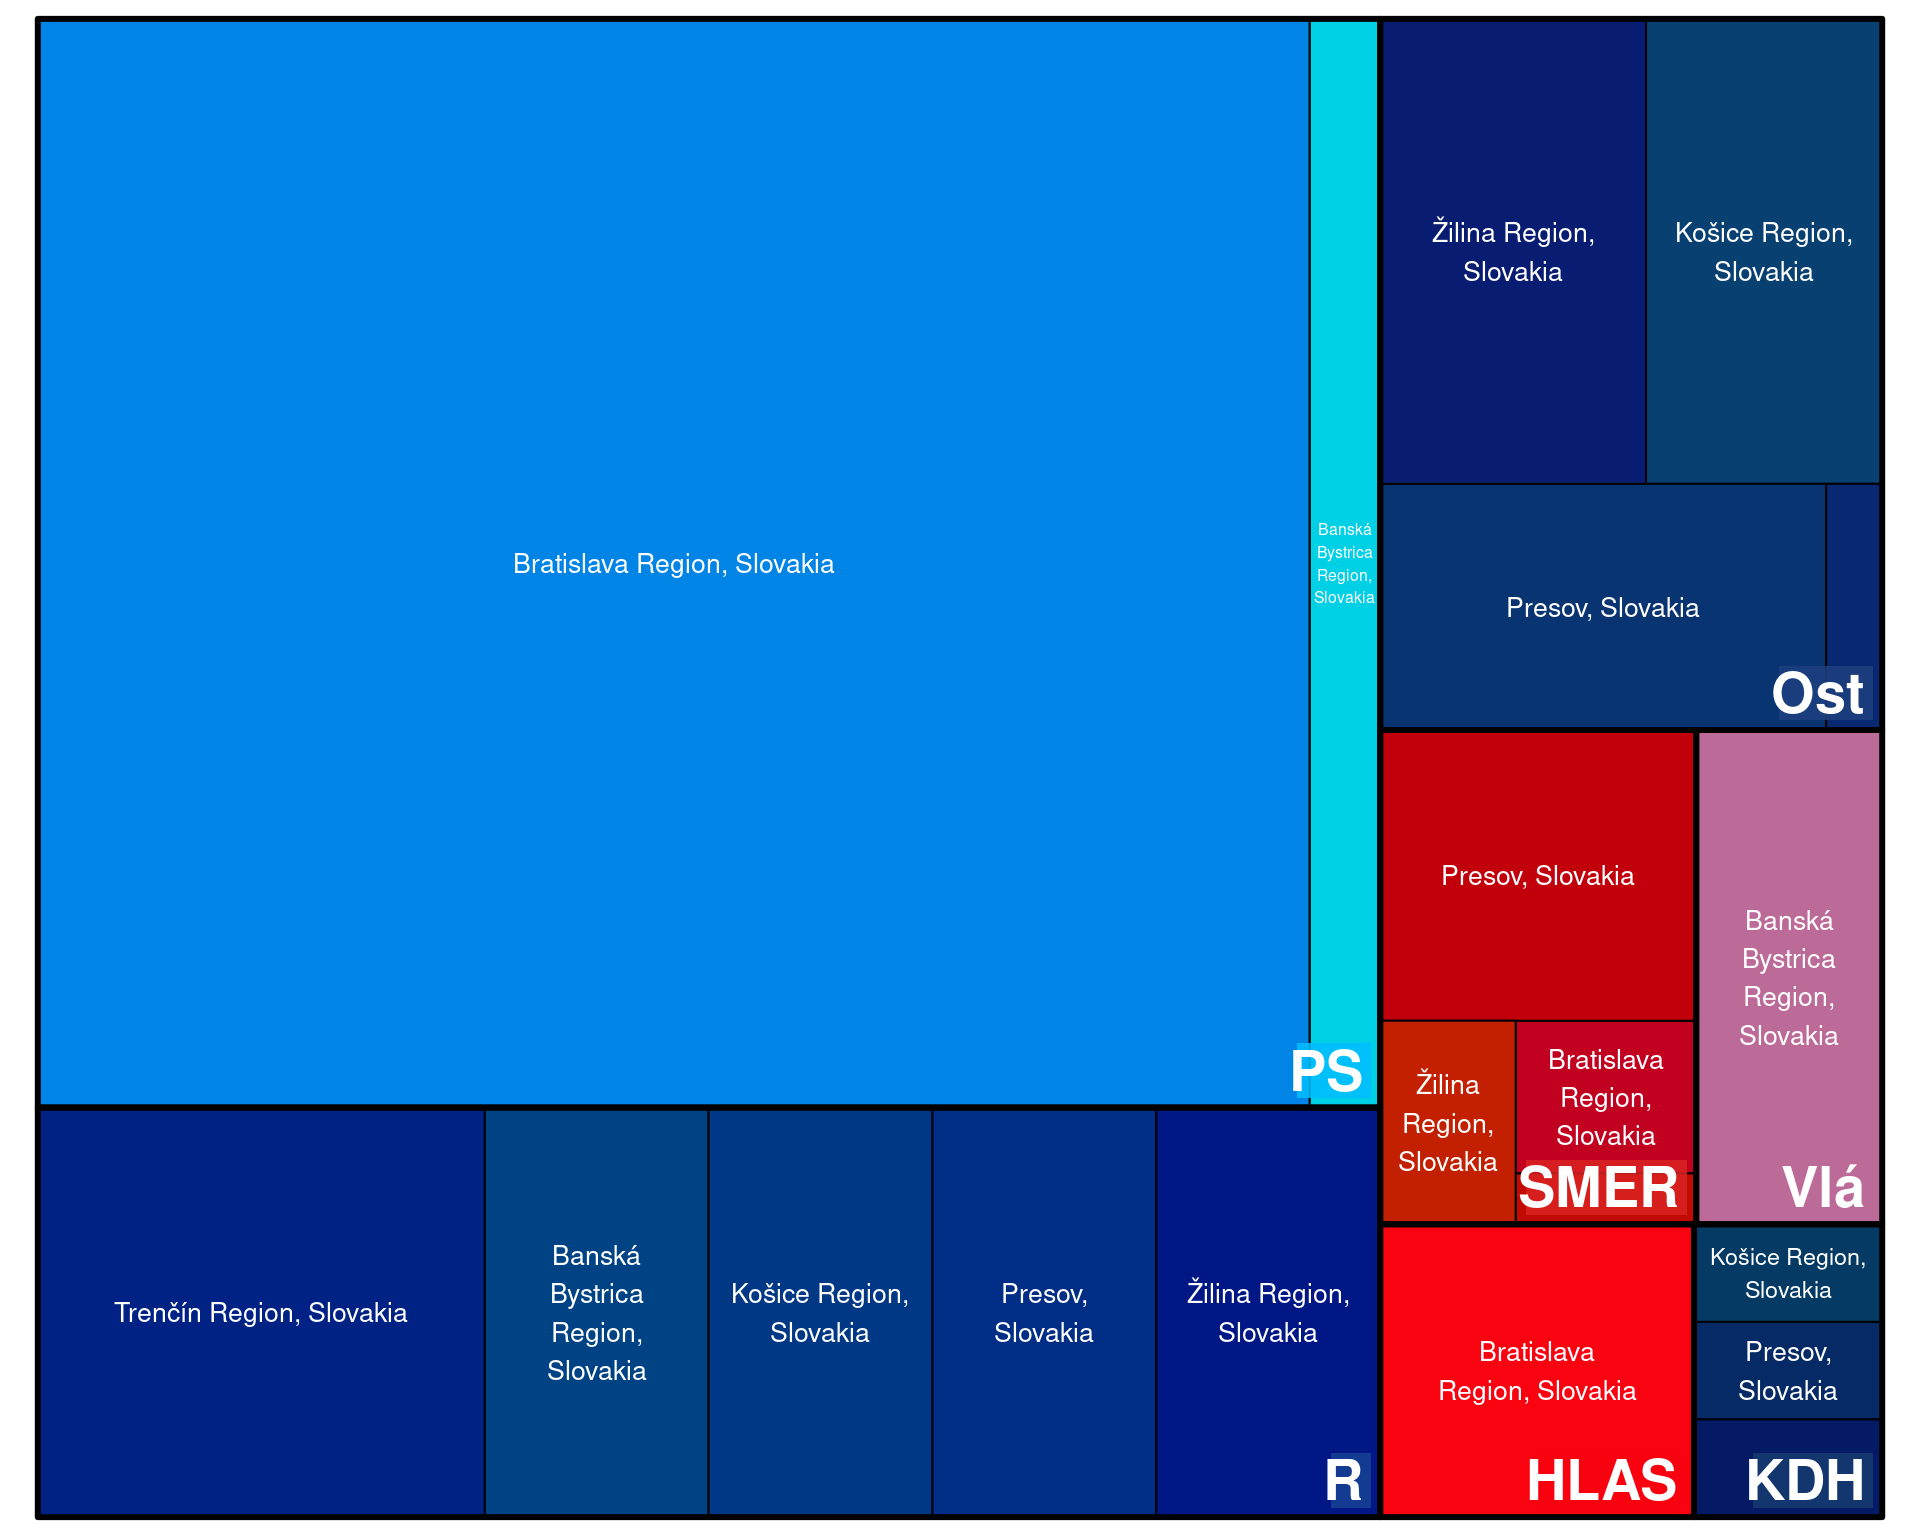 Bratislava Region, Slovakia
Banská
Bystrica
Region,
Slovakia
PS
Trenčín Region, Slovakia
Banská
Bystrica
Region,
Slovakia
Košice Region,
Slovakia
Presov,
Slovakia
Žilina Region,
Slovakia
R
Žilina Region,
Slovakia
Košice Region,
Slovakia
Presov, Slovakia
Ost
Presov, Slovakia
Žilina
Region,
Slovakia
Bratislava
Region,
Slovakia
SMER
Banská
Bystrica
Region,
Slovakia
Vlá
Bratislava
Region, Slovakia
HLAS
Košice Region,
Slovakia
Presov,
Slovakia
KDH